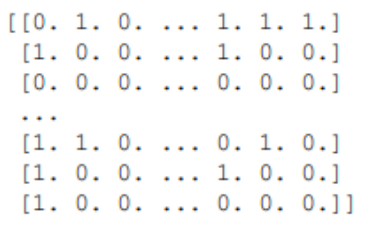 [[0. 1. 0. ... 1. 1. 1.]
[1. 0. 0. ... 1. 0. 0.]
[0. 0. 0. ... 0. 0. 0.]
...
[1. 1. 0. ... 0. 1. 0.]
[1. 0. 0. ... 1. 0. 0.]
[1. 0. 0. ... 0. 0. 0.]]